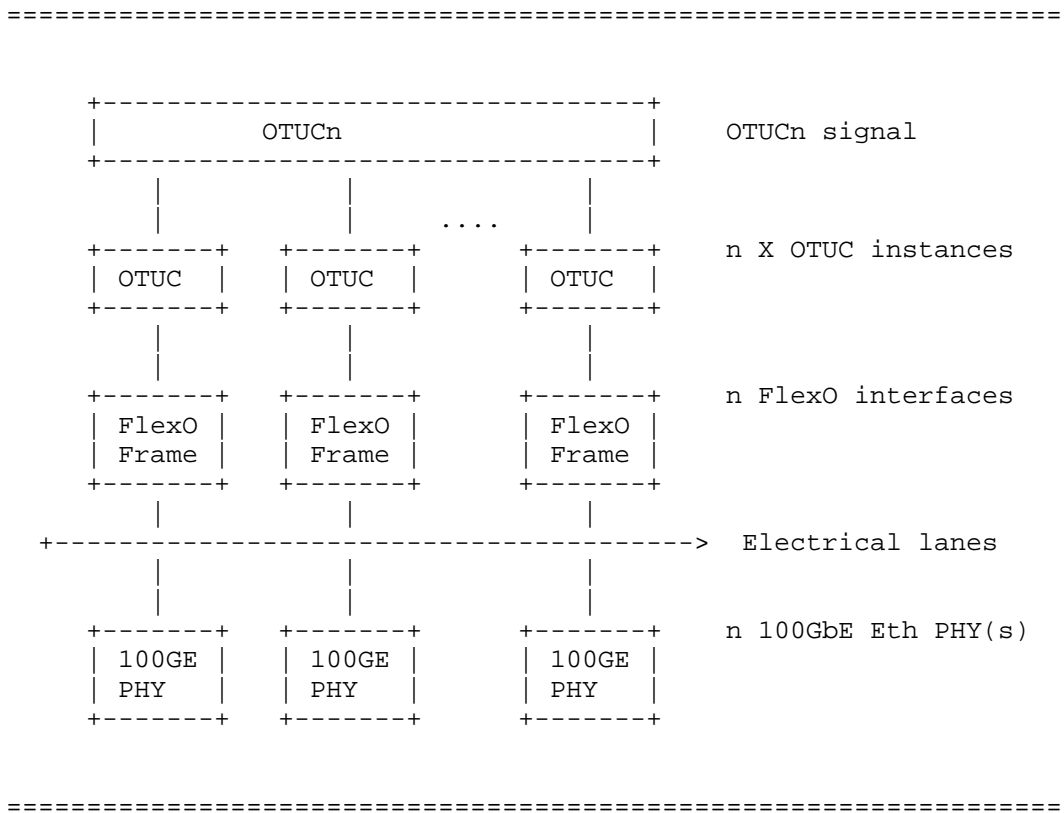 OTUCn OTUCn signal
....
OTUC OTUC OTUC n X OTUC instances
n FlexO interfaces
FlexO FlexO FlexO
Frame Frame Frame
Electrical lanes
n 100GbE Eth PHY(s)
100GE 100GE 100GE
PHY PHY PHY